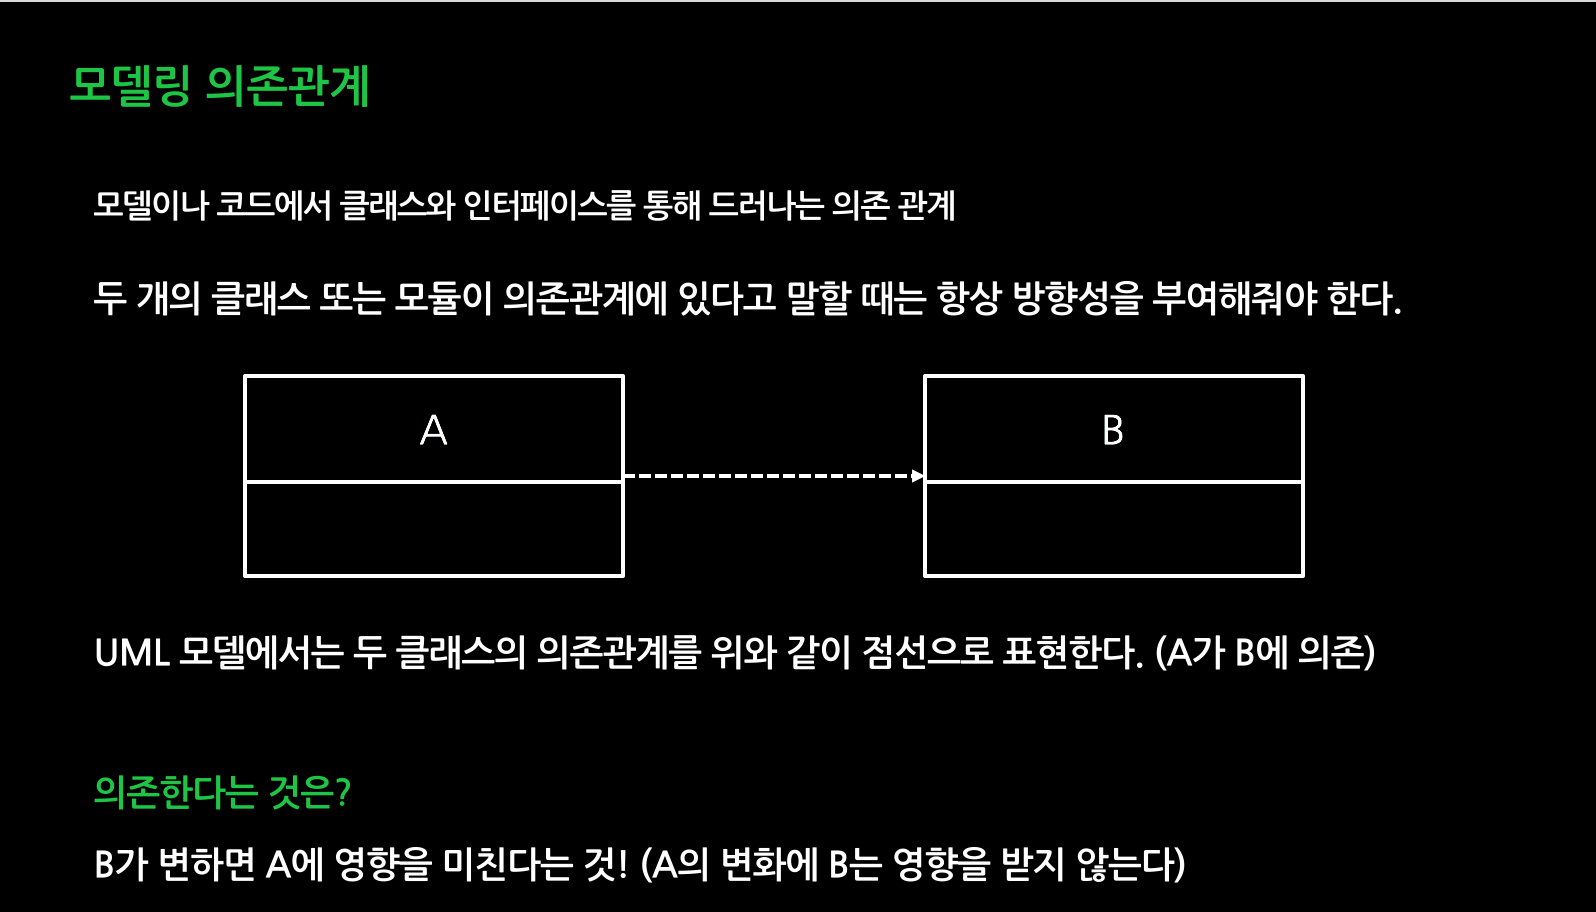 모델링 의존관계
모델이나 코드에서 클래스와 인터페이스를 통해 드러나는 의존 관계
두 개의 클래스 또는 모듈이 의존관계에 있다고 말할 때는 항상 방향성을 부여해줘야 한다.
A
B
UML 모델에서는 두 클래스의 의존관계를 위와 같이 점선으로 표현한다. (A가 B에 의존)
의존한다는 것은?
B가 변하면 A에 영향을 미친다는 것! (A의 변화에 B는 영향을 받지 않는다)